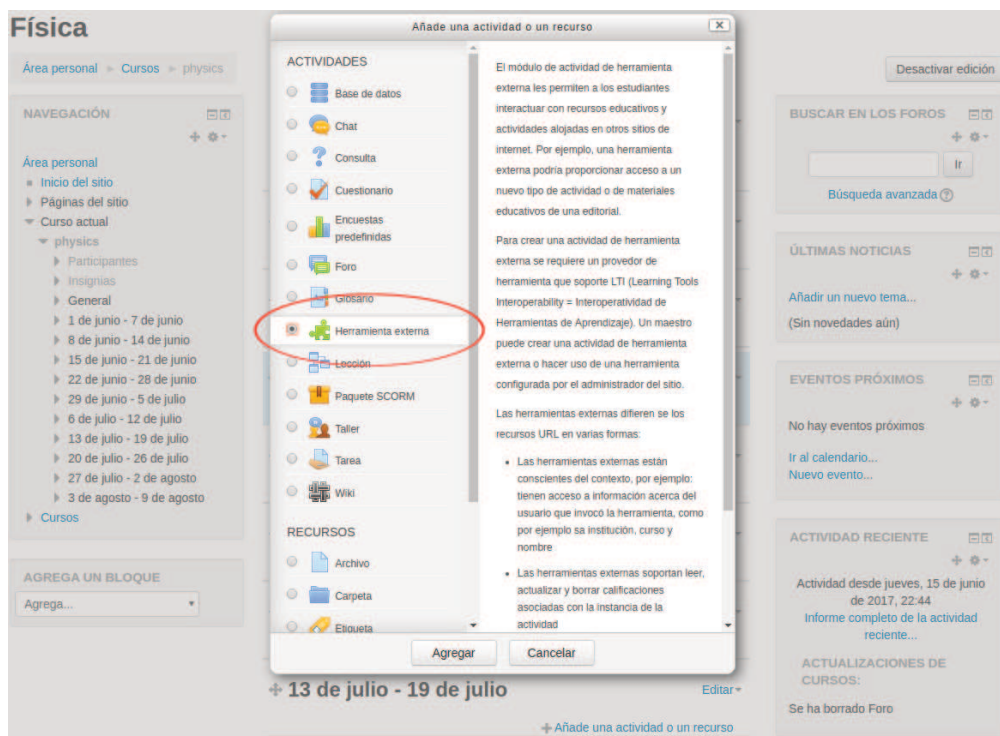 Física
Área personal Cursos physics
Desactivar edición
NAVEGACIÓN
Área personal
Inicio del sitio
Páginas del sitio
Curso actual
physics
Participantes
Insignias
General
1 de junio - 7 de junio
8 de junio - 14 de junio
15 de junio - 21 de junio
22 de junio - 28 de junio
29 de junio - 5 de julio
6 de julio - 12 de julio
13 de julio - 19 de julio
20 de julio - 26 de julio
27 de julio - 2 de agosto
3 de agosto - 9 de agosto
Cursos
AGREGA UN BLOQUE
Agrega...
Añade una actividad o un recurso
ACTIVIDADES
Base de datos
Chat
Consulta
Cuestionario
Encuestas
predefinidas
Foro
Glosario
Herramienta externa
Lección
Paquete SCORM
Taller
Tarea
Wiki
RECURSOS
Archivo
Carpeta
Etiqueta
El módulo de actividad de herramienta
externa les permiten a los estudiantes
interactuar con recursos educativos y
actividades alojadas en otros sitios de
internet. Por ejemplo, una herramienta
externa podría proporcionar acceso a un
nuevo tipo de actividad o de materiales
educativos de una editorial.
Para crear una actividad de herramienta
externa se requiere un provedor de
herramienta que soporte LTI (Learning Tools
Interoperability = Interoperatividad de
Herramientas de Aprendizaje). Un maestro
puede crear una actividad de herramienta
externa o hacer uso de una herramienta
configurada por el administrador del sitio.
Las herramientas externas difieren se los
recursos URL en varias formas:
• Las herramientas externas están
conscientes del contexto, por ejemplo:
tienen acceso a información acerca del
usuario que invocó la herramienta, como
por ejemplo sa institución, curso y
nombre
• Las herramientas externas soportan leer,
actualizar y borrar calificaciones
asociadas con la instancia de la
actividad
Agregar Cancelar
13 de julio - 19 de julio
Editar
Añade una actividad o un recurso
BUSCAR EN LOS FOROS
Ir
Búsqueda avanzada
ÚLTIMAS NOTICIAS
Añadir un nuevo tema...
(Sin novedades aún)
EVENTOS PRÓXIMOS
No hay eventos próximos
Ir al calendario...
Nuevo evento...
ACTIVIDAD RECIENTE
Actividad desde jueves, 15 de junio
de 2017, 22:44
Informe completo de la actividad
reciente...
ACTUALIZACIONES DE
CURSOS:
Se ha borrado Foro